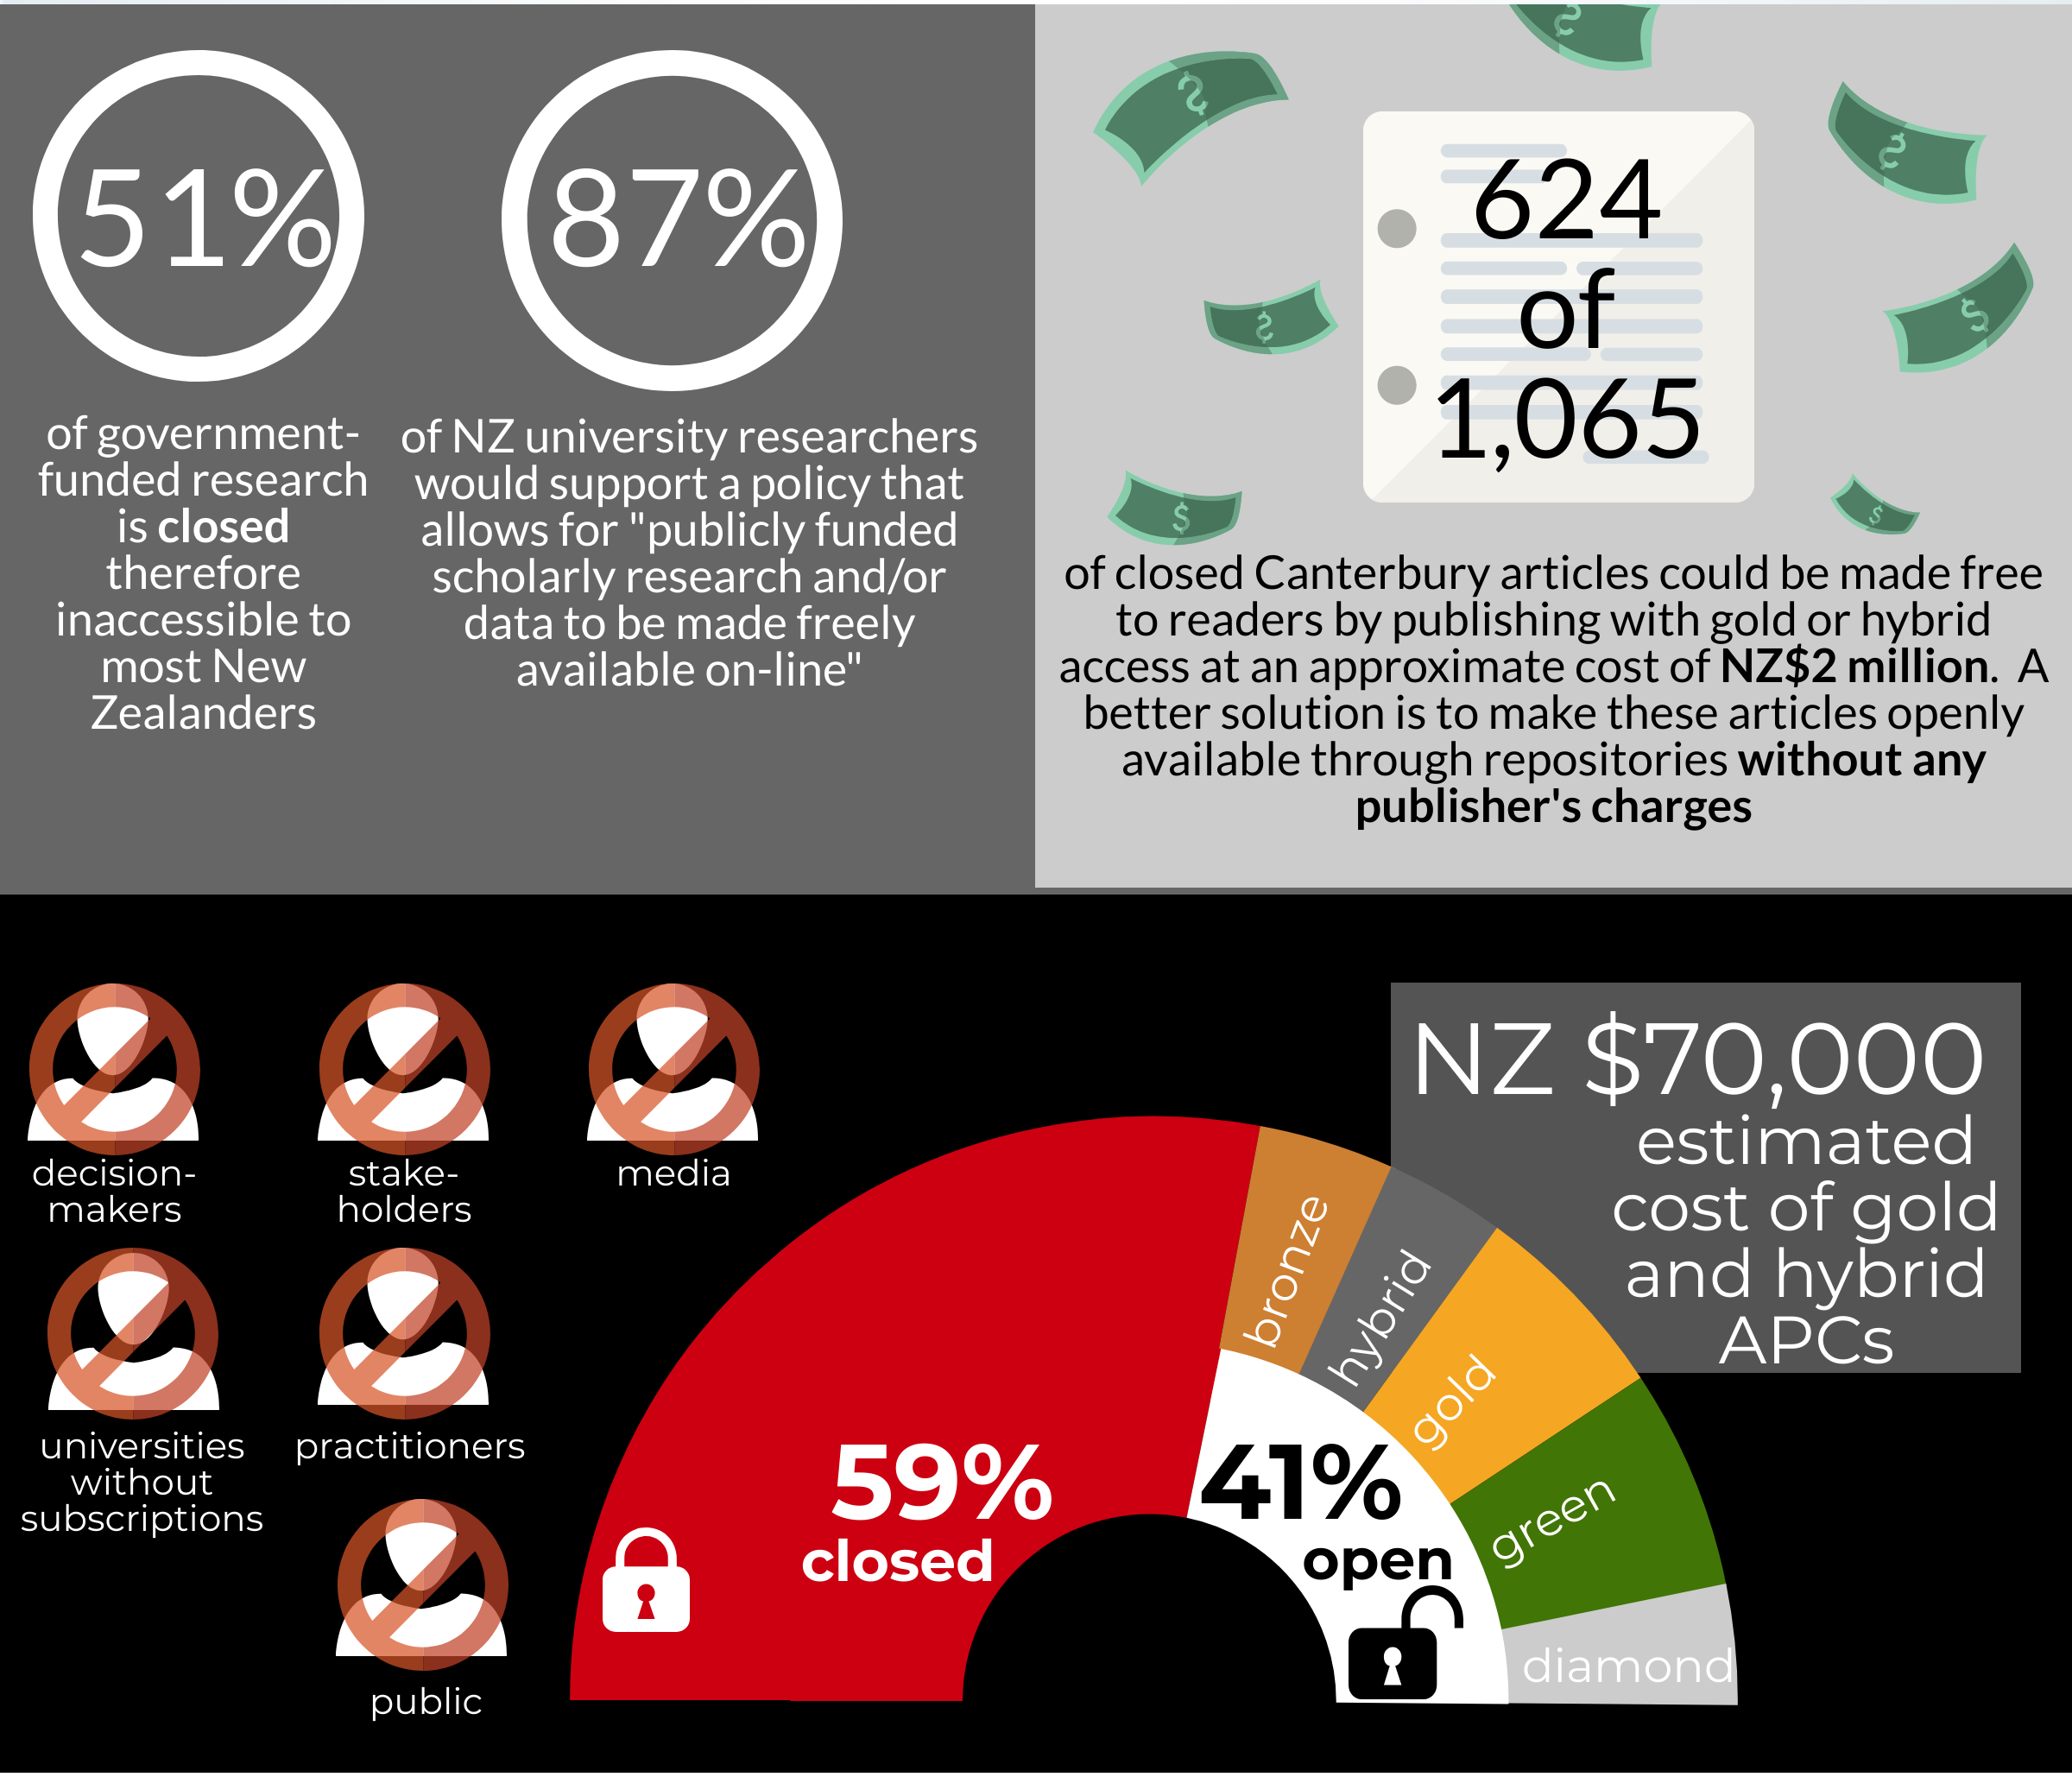 51%
of government-
funded research
is closed
therefore
inaccessible to
most New
Zealanders
87%
of NZ university researchers
would support a policy that
allows for "publicly funded
scholarly research and/or
data to be made freely
available on-line"
624
of
1,065
of closed Canterbury articles could be made free
to readers by publishing with gold or hybrid
access at an approximate cost of NZ$2 million. A
better solution is to make these articles openly
available through repositories without any
publisher's charges
decision-
makers
stake-
holders
media
universities
without
subscriptions
practitioners
public
59%
closed
41%
open
bronze
hybrid
gold
green
diamond
NZ $70,000
estimated
cost of gold
and hybrid
APCs